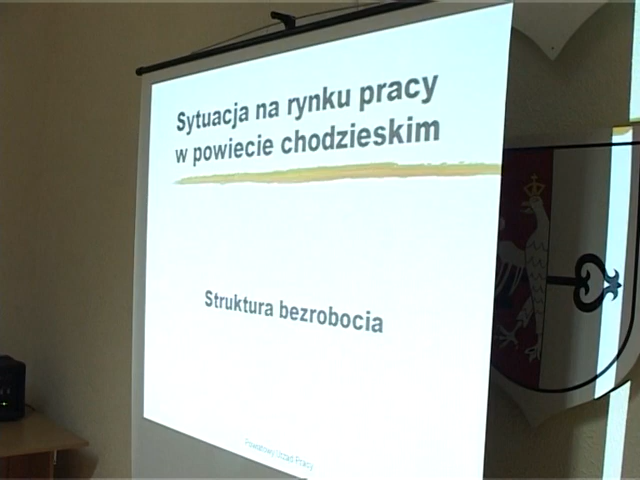 Sytuacja na rynku pracy
w powiecie chodzieskim
Struktura bezrobocia
Powiatowy Urząd Pracy